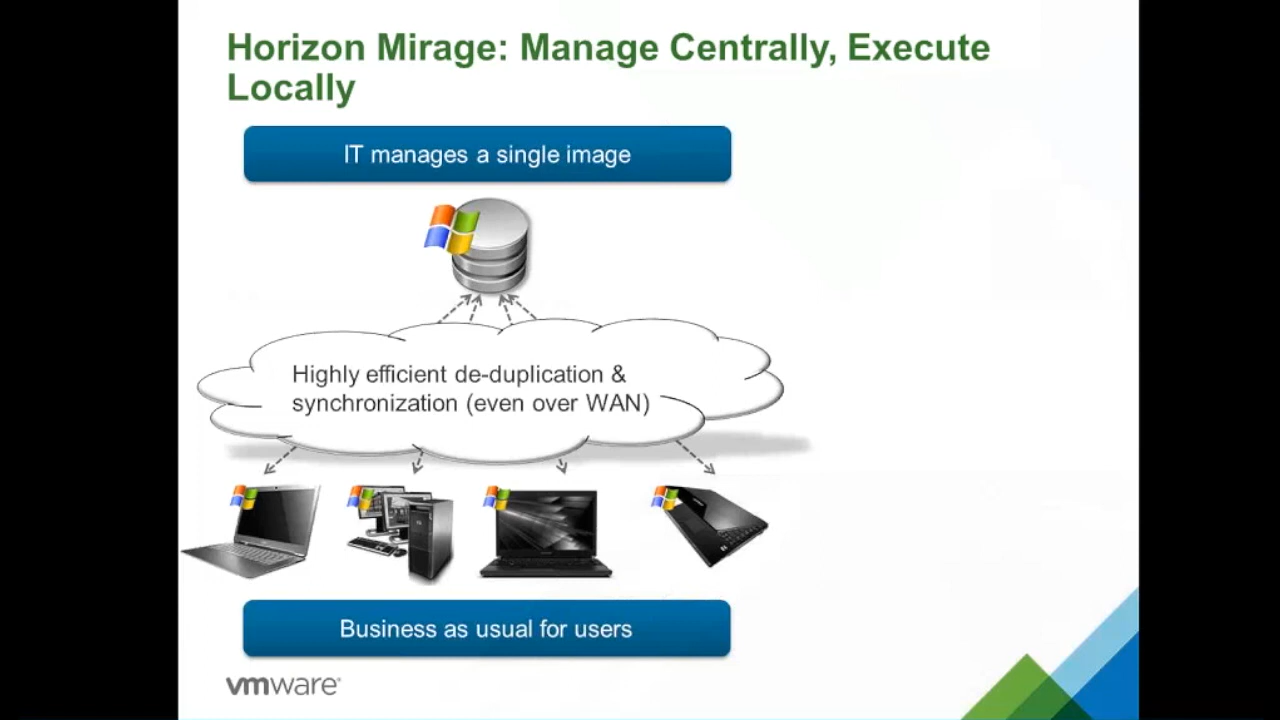 Horizon Mirage: Manage Centrally, Execute
Locally
IT manages a single image
Highly efficient de-duplication &
synchronization (even over WAN)
Business as usual for users
vmware®